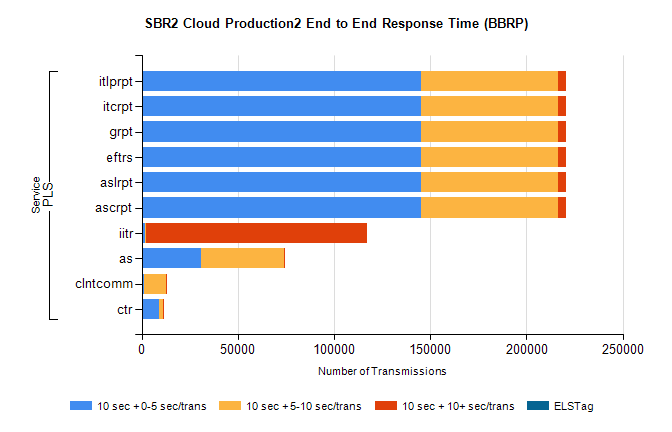 SBR2 Cloud Production2 End to End Response Time (BBRP)
itlprpt
itcrpt
grpt
eftrs
aslrpt
ascrpt
iitr
as
clntcomm
ctr
Service
PLS
0 50000 100000 150000 200000 250000
Number of Transmissions
10 sec +0-5 sec/trans 10 sec +5-10 sec/trans 10 sec + 10+ sec/trans ELSTag